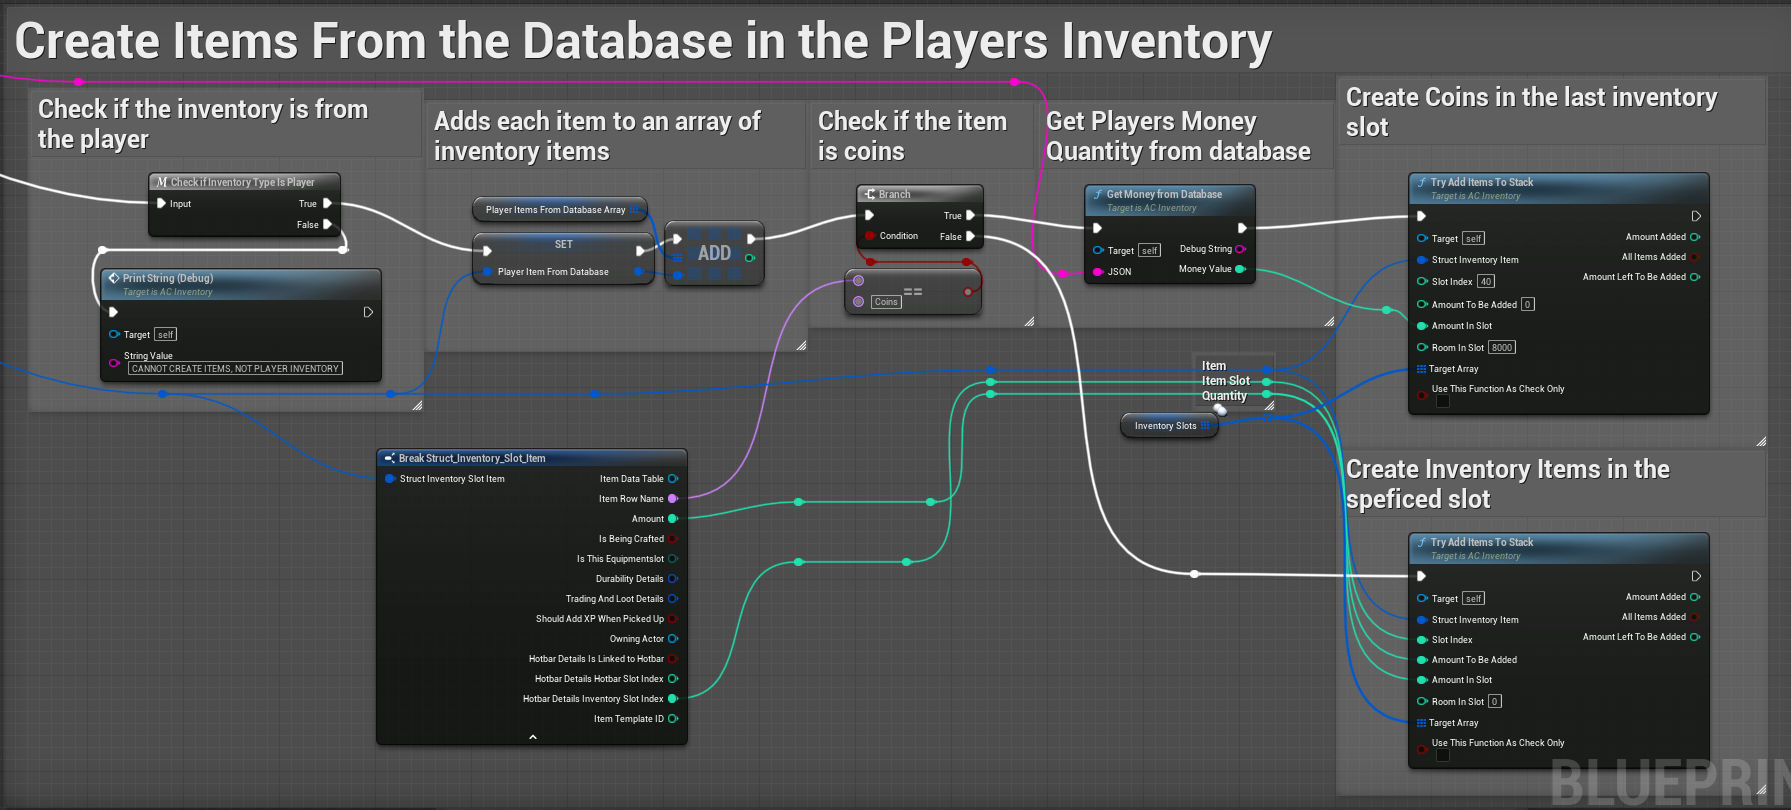 Create Items From the Database in the Players Inventory
Check if the inventory is from
the player
Check if Inventory Type Is Player
Input
True
False
Print String (Debug)
Target is AC Inventory
Target
self
String Value
CANNOT CREATE ITEMS, NOT PLAYER INVENTORY
Adds each item to an array of
inventory items
Player Items From Database Array
SET
Player Item From Database
ADD
Check if the item
is coins
Branch
True
Condition
False
==
Coins
Get Players Money
Quantity from database
Get Money from Database
Target is AC Inventory
Target
self
Debug String
JSON
Money Value
Item
Item Slot
Quantity
Inventory Slots
Break Struct_Inventory_Slot_Item
Struct Inventory Slot Item
Item Data Table
Item Row Name
Amount
Is Being Crafted
Is This Equipmentslot
Durability Details
Trading And Loot Details
Should Add XP When Picked Up
Owning Actor
Hotbar Details Is Linked to Hotbar
Hotbar Details Hotbar Slot Index
Hotbar Details Inventory Slot Index
Item Template ID
Create Coins in the last inventory
slot
Try Add Items To Stack
Target is AC Inventory
Target
self
Amount Added
Struct Inventory Item
All Items Added
Slot Index
40
Amount Left To Be Added
Amount To Be Added
0
Amount In Slot
Room In Slot
8000
Target Array
Use This Function As Check Only
Create Inventory Items in the
speficed slot
Try Add Items To Stack
Target is AC Inventory
Target
self
Amount Added
Struct Inventory Item
All Items Added
Slot Index
Amount Left To Be Added
Amount To Be Added
Amount In Slot
Room In Slot
0
Target Array
Use This Function As Check Only
BLUEPRIN